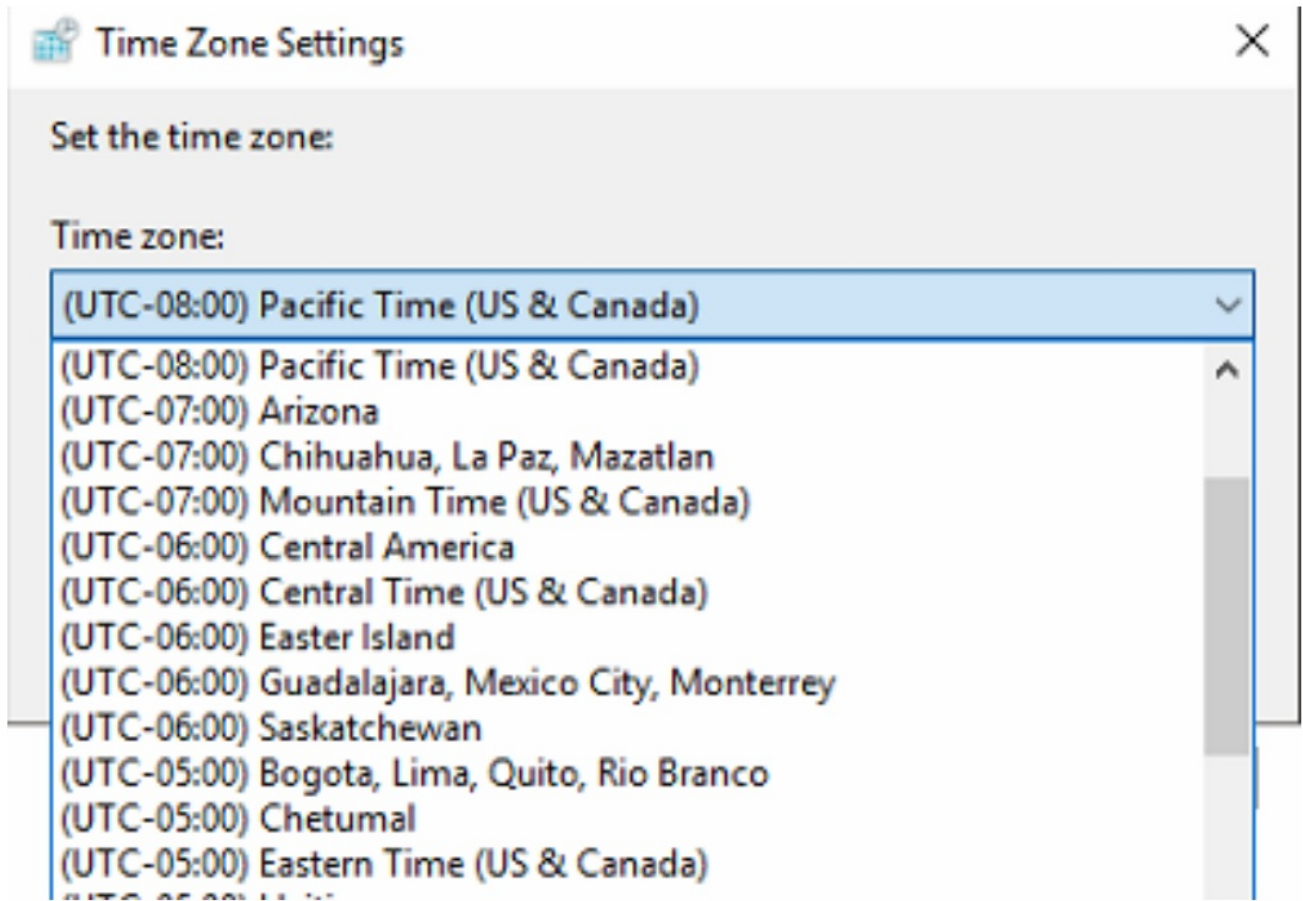 Time Zone Settings
Set the time zone:
Time zone:
(UTC-08:00) Pacific Time (US & Canada)
(UTC-08:00) Pacific Time (US & Canada)
(UTC-07:00) Arizona
(UTC-07:00) Chihuahua, La Paz, Mazatlan
(UTC-07:00) Mountain Time (US & Canada)
(UTC-06:00) Central America
(UTC-06:00) Central Time (US & Canada)
(UTC-06:00) Easter Island
(UTC-06:00) Guadalajara, Mexico City, Monterrey
(UTC-06:00) Saskatchewan
(UTC-05:00) Bogota, Lima, Quito, Rio Branco
(UTC-05:00) Chetumal
(UTC-05:00) Eastern Time (US & Canada)